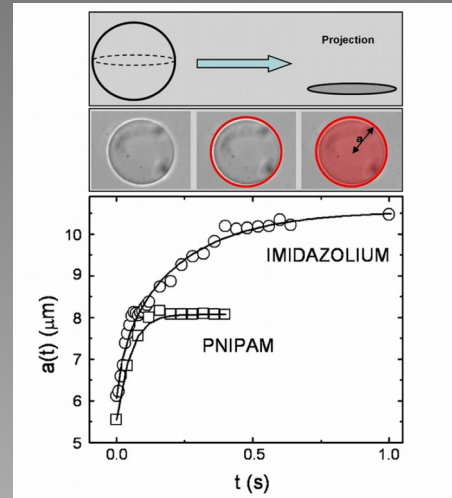 Projection
a
IMIDAZOLIUM
PNIPAM
a(t) (μm)
10
9
8
7
6
5
0.0
0.5
1.0
t (s)